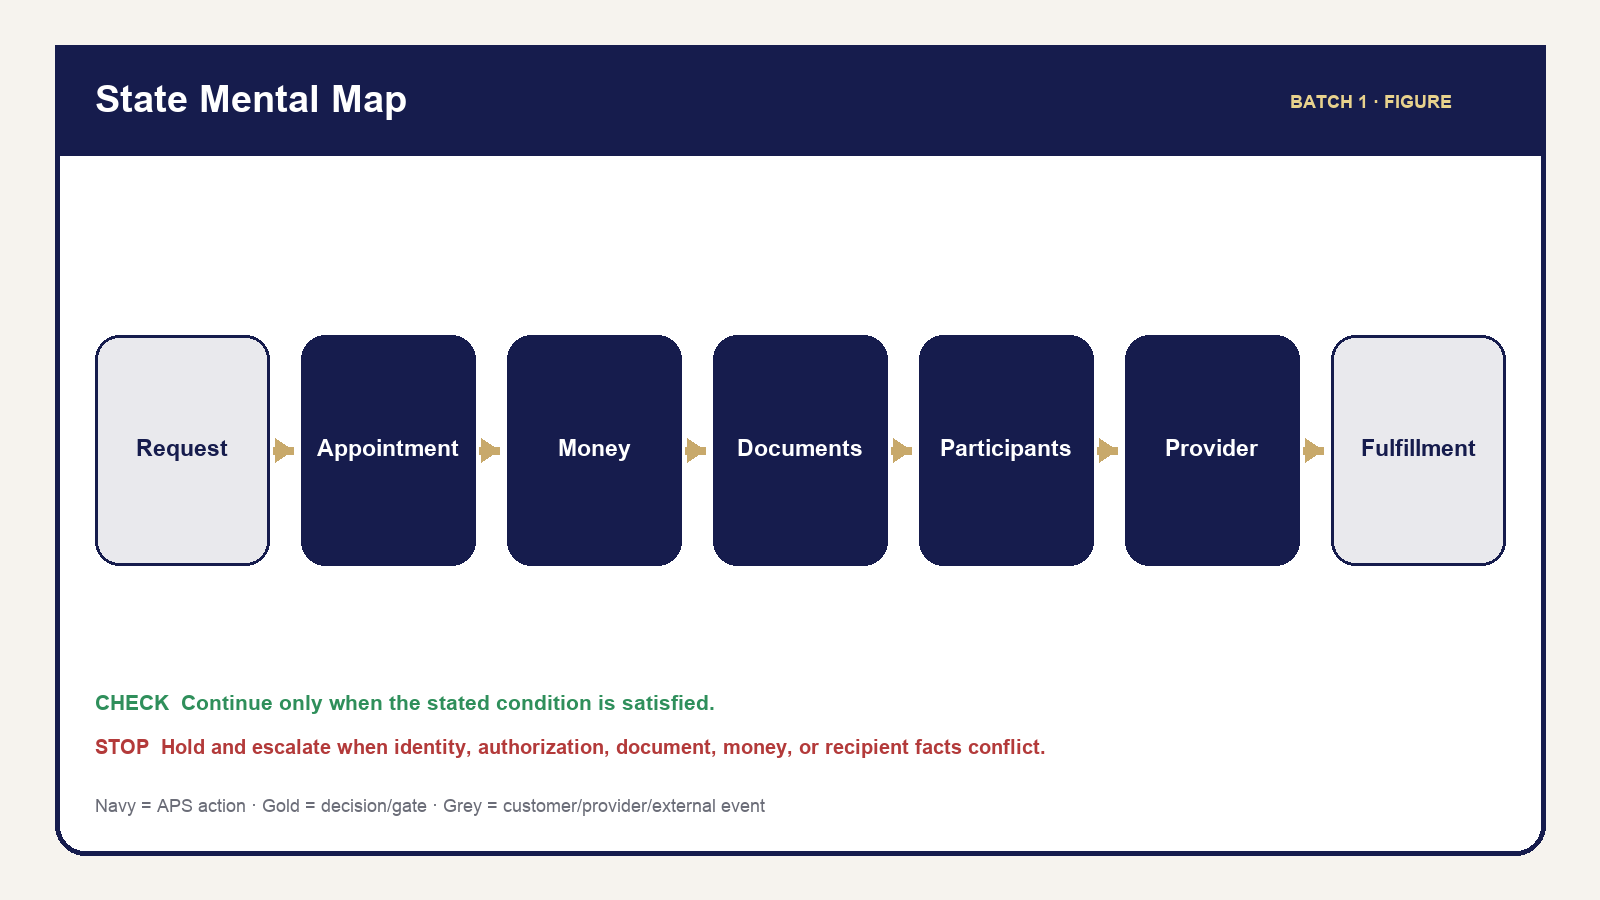 State Mental Map
BATCH 1 · FIGURE
Request
Appointment
Money
Documents
Participants
Provider
Fulfillment
CHECK Continue only when the stated condition is satisfied.
STOP Hold and escalate when identity, authorization, document, money, or recipient facts conflict.
Navy = APS action · Gold = decision/gate · Grey = customer/provider/external event